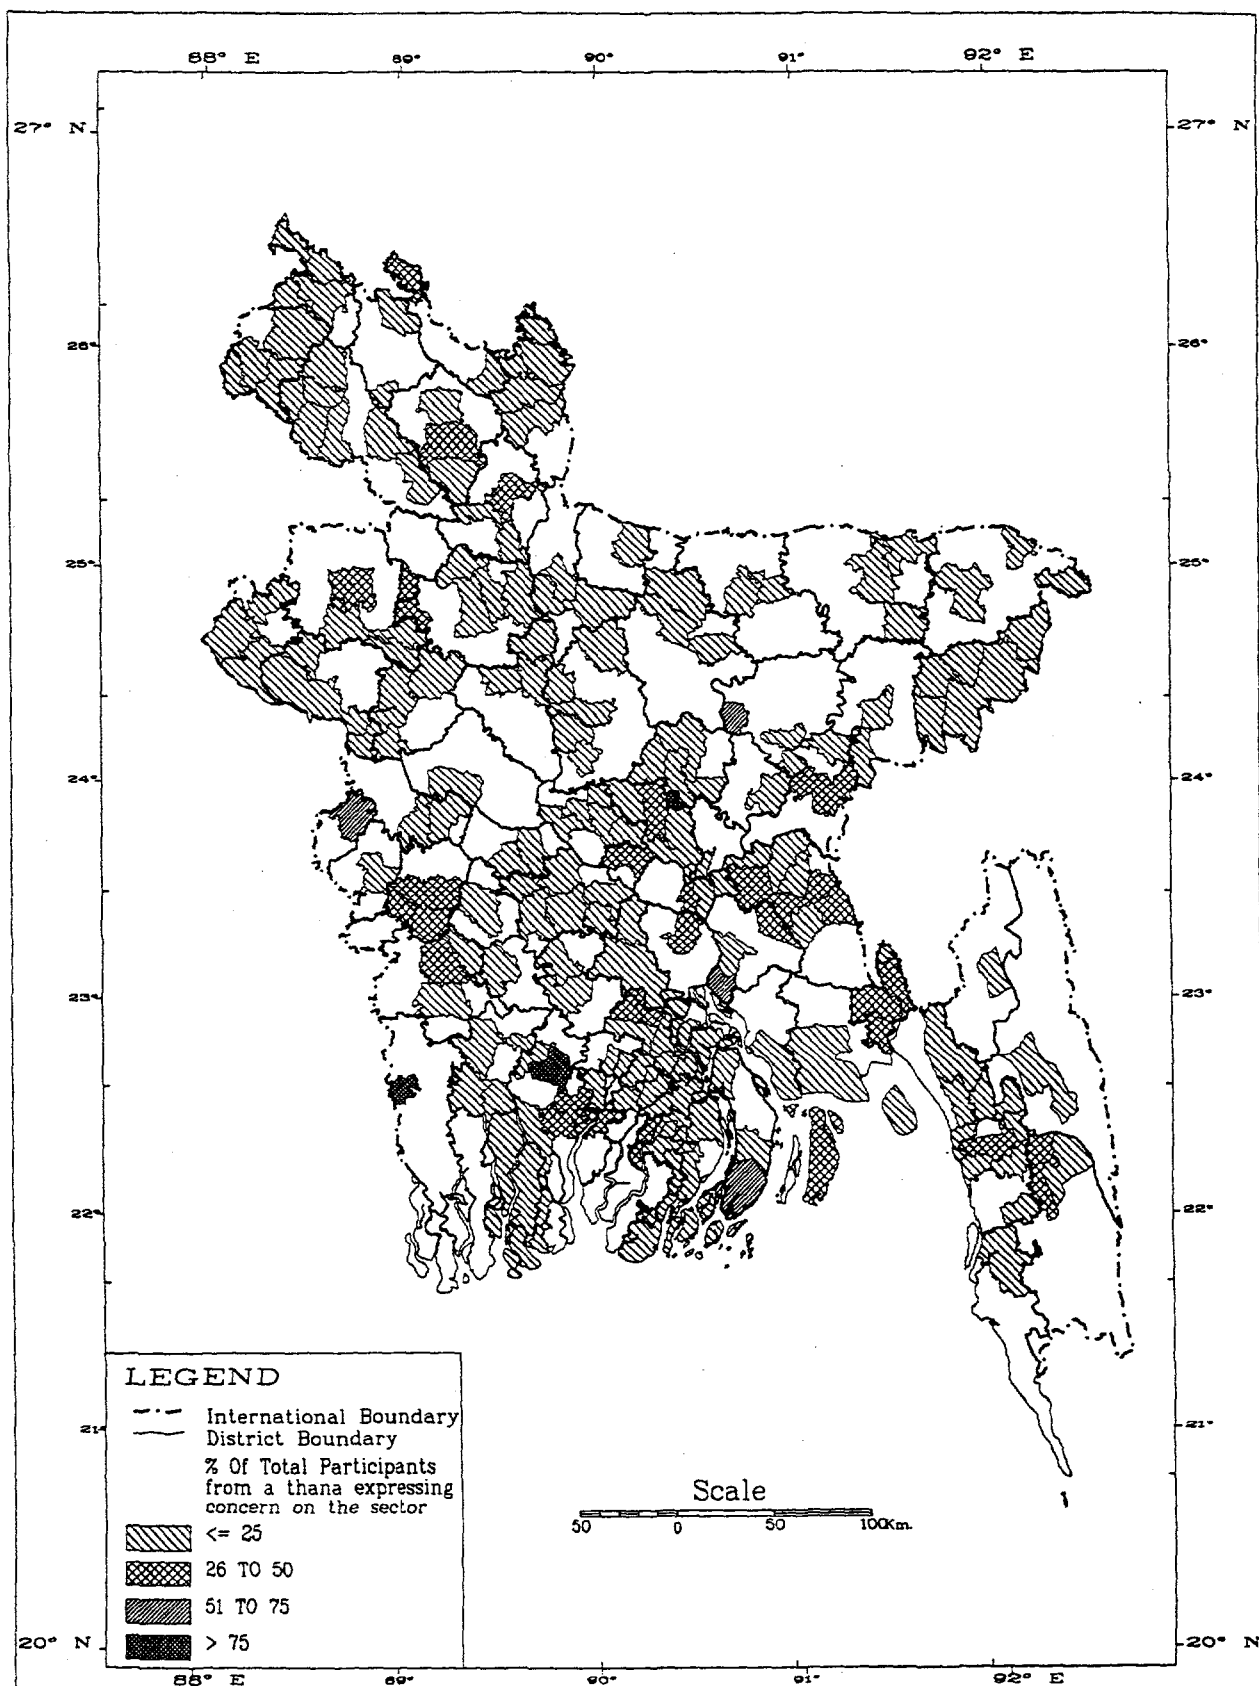 88° E 89° 90° 91° 92° E
27° N 27° N
26° 26°
25° 25°
24° 24°
23° 23°
22° 22°
21° 21°
20° N 20° N
LEGEND
International Boundary
District Boundary
% Of Total Participants
from a thana expressing
concern on the sector
<= 25
26 TO 50
51 TO 75
> 75
Scale
50 0 50 100Km.
88° E 89° 90° 91° 92° E